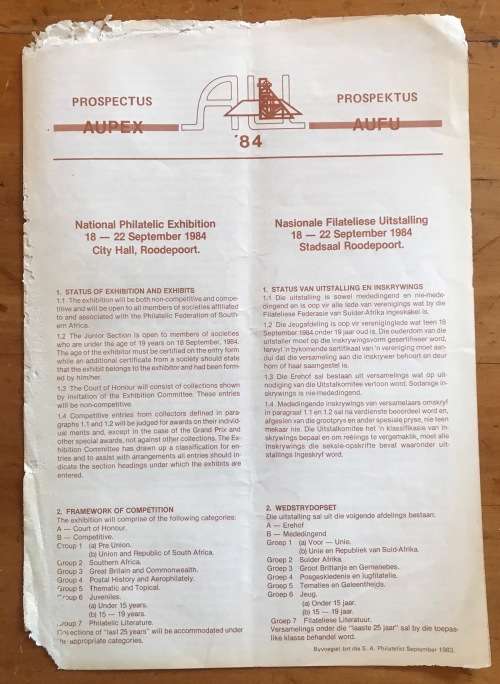 PROSPECTUS
AUPEX
AU
'84
PROSPEKTUS
AUFU
National Philatelic Exhibition
18 — 22 September 1984
City Hall, Roodepoort.
1. STATUS OF EXHIBITION AND EXHIBITS
1.1 The exhibition will be both non-competitive and compe-
titive and will be open to all members of societies affiliated
to and associated with the Philatelic Federation of South-
ern Africa.
1.2 The Junior Section is open to members of societies
who are under the age of 19 years on 18 September, 1984.
The age of the exhibitor must be certified on the entry form
while an additional certificate from a society should state
that the exhibit belongs to the exhibitor and had been form-
ed by him/her.
1.3 The Court of Honour will consist of collections shown
by invitation of the Exhibition Committee. These entries
will be non-competitive.
1.4 Competitive entries from collectors defined in para-
graphs 1.1 and 1.2 will be judged for awards on their individ-
ual merits and, except in the case of the Grand Prix and
other special awards, not against other collections. The Ex-
hibition Committee has drawn up a classification for en-
tries and to assist with arrangements all entries should in-
dicate the section headings under which the exhibits are
entered.
2. FRAMEWORK OF COMPETITION
The exhibition will comprise of the following categories:
A — Court of Honour.
B — Competitive.
Group 1 (a) Pre Union.
(b) Union and Republic of South Africa.
Group 2 Southern Africa.
Group 3 Great Britain and Commonwealth.
Group 4 Postal History and Aerophilately.
Group 5 Thematic and Topical.
Group 6 Juveniles.
(a) Under 15 years.
(b) 15 — 19 years.
Group 7 Philatelic Literature.
Collections of "last 25 years" will be accommodated under
the appropriate categories.
Nasionale Filateliese Uitstalling
18 — 22 September 1984
Stadsaal Roodepoort.
1. STATUS VAN UITSTALLING EN INSKRYWINGS
1.1 Die uitstalling is sowel mededingend en nie-mede-
dingend en is oop vir alle lede van verenigings wat by die
Filateliese Federasie van Suider-Afrika ingeskakel is.
1.2 Die Jeugafdeling is oop vir verenigingslede wat teen 18
September 1984 onder 19 jaar oud is. Die ouderdom van die
uitstaller moet op die inskrywingsvorm gesertifiseer word,
terwyl 'n bykomende sertifikaat van 'n vereniging moet aan-
dui dat die versameling aan die inskrywer behoort en deur
hom of haar saamgestel is.
1.3 Die Erehof sal bestaan uit versamelings wat op uit-
nodiging van die Uitstalkomitee vertoon word. Sodanige in-
skrywings is nie-mededingend.
1.4 Mededingende inskrywings van versamelaars omskryf
in paragraaf 1.1 en 1.2 sal na verdienste beoordeel word en,
afgesien van die grootprys en ander spesiale pryse, nie teen
mekaar nie. Die Uitstalkomitee het 'n klassifikasie van in-
skrywings bepaal en om reëlings te vergemaklik, moet alle
inskrywings die seksie-opskrifte bevat waaronder uit-
stallings ingeskryf word.
2. WEDSTRYDOPSET
Die uitstalling sal uit die volgende afdelings bestaan:
A — Erehof
B — Mededingend
Groep 1 (a) Voor — Unie.
(b) Unie en Republiek van Suid-Afrika.
Groep 2 Suider Afrika.
Groep 3 Groot Brittanje en Gemenebes.
Groep 4 Posgeskiedenis en lugfilatelie.
Groep 5 Tematies en Geleentheids.
Groep 6 Jeug.
(a) Onder 15 jaar.
(b) 15 — 19 jaar.
Groep 7 Filateliese Literatuur.
Versamelings onder die "laaste 25 jaar" sal by die toepas-
like klasse behandel word.
Byvoegsel tot die S.A. Philatelist September 1983.